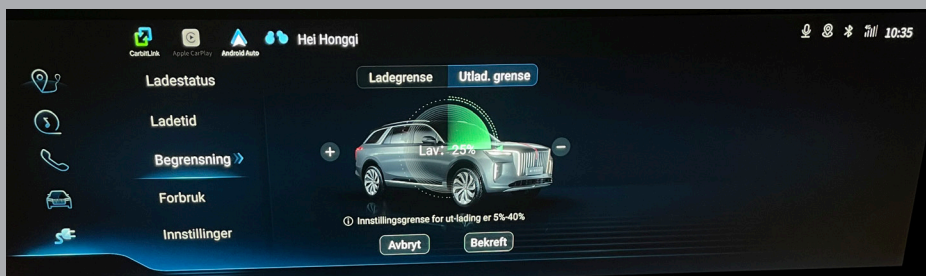 CarbitLink
Apple CarPlay
Android Auto
Hei Hongqi
10:35
Ladestatus
Ladetid
Begrensning
Forbruk
Innstillinger
Ladegrense
Utlad. grense
+
Lav: 25%
−
Innstillingsgrense for ut-lading er 5%-40%
Avbryt
Bekreft